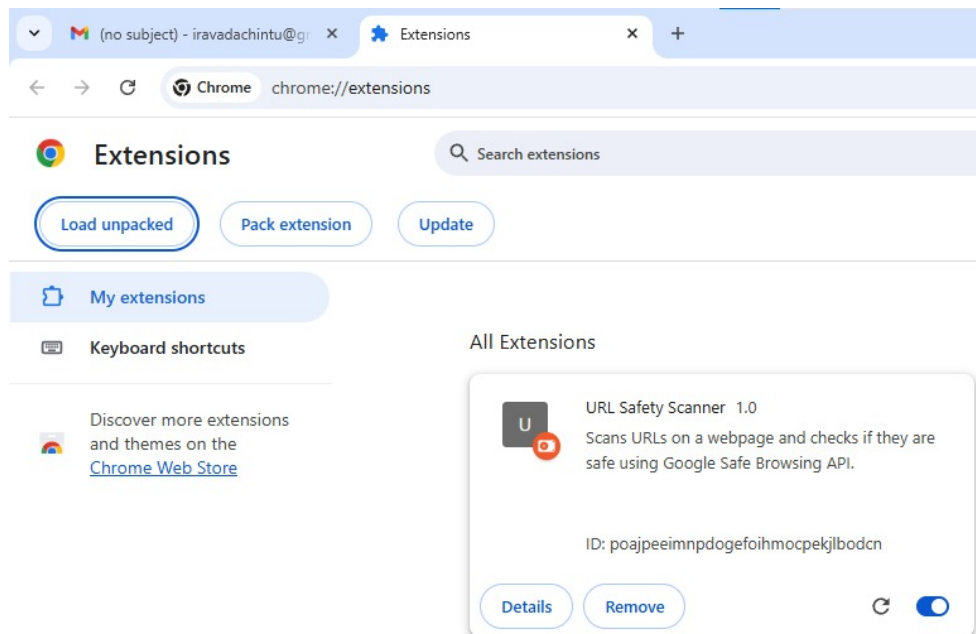 (no subject) - iravadachintu@g
Extensions
Chrome chrome://extensions
Extensions
Search extensions
Load unpacked Pack extension Update
My extensions
Keyboard shortcuts
Discover more extensions
and themes on the
Chrome Web Store
All Extensions
U
URL Safety Scanner 1.0
Scans URLs on a webpage and checks if they are
safe using Google Safe Browsing API.
ID: poajpeeimnpdogefoihmocpekjlbodcn
Details Remove